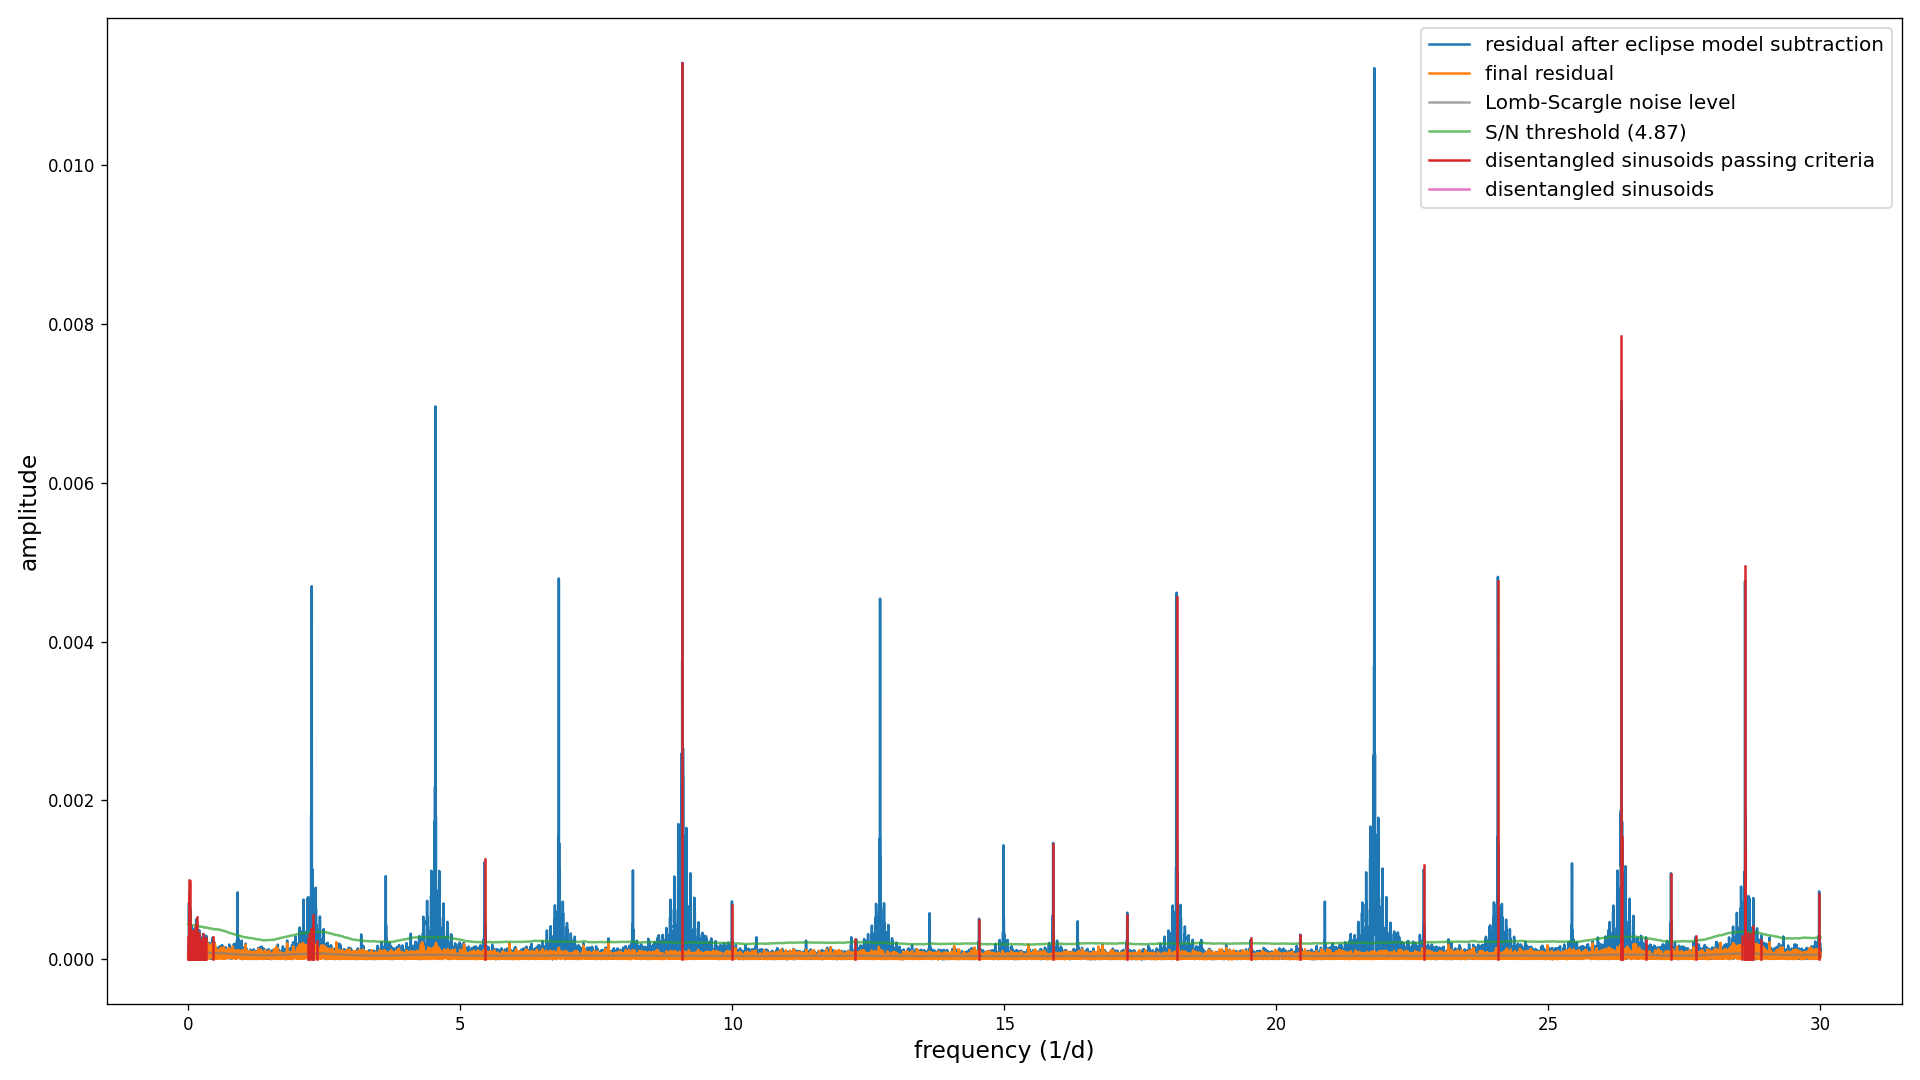 residual after eclipse model subtraction
final residual
Lomb-Scargle noise level
S/N threshold (4.87)
disentangled sinusoids passing criteria
disentangled sinusoids
0.010
0.008
0.006
0.004
0.002
0.000
amplitude
0 5 10 15 20 25 30
frequency (1/d)